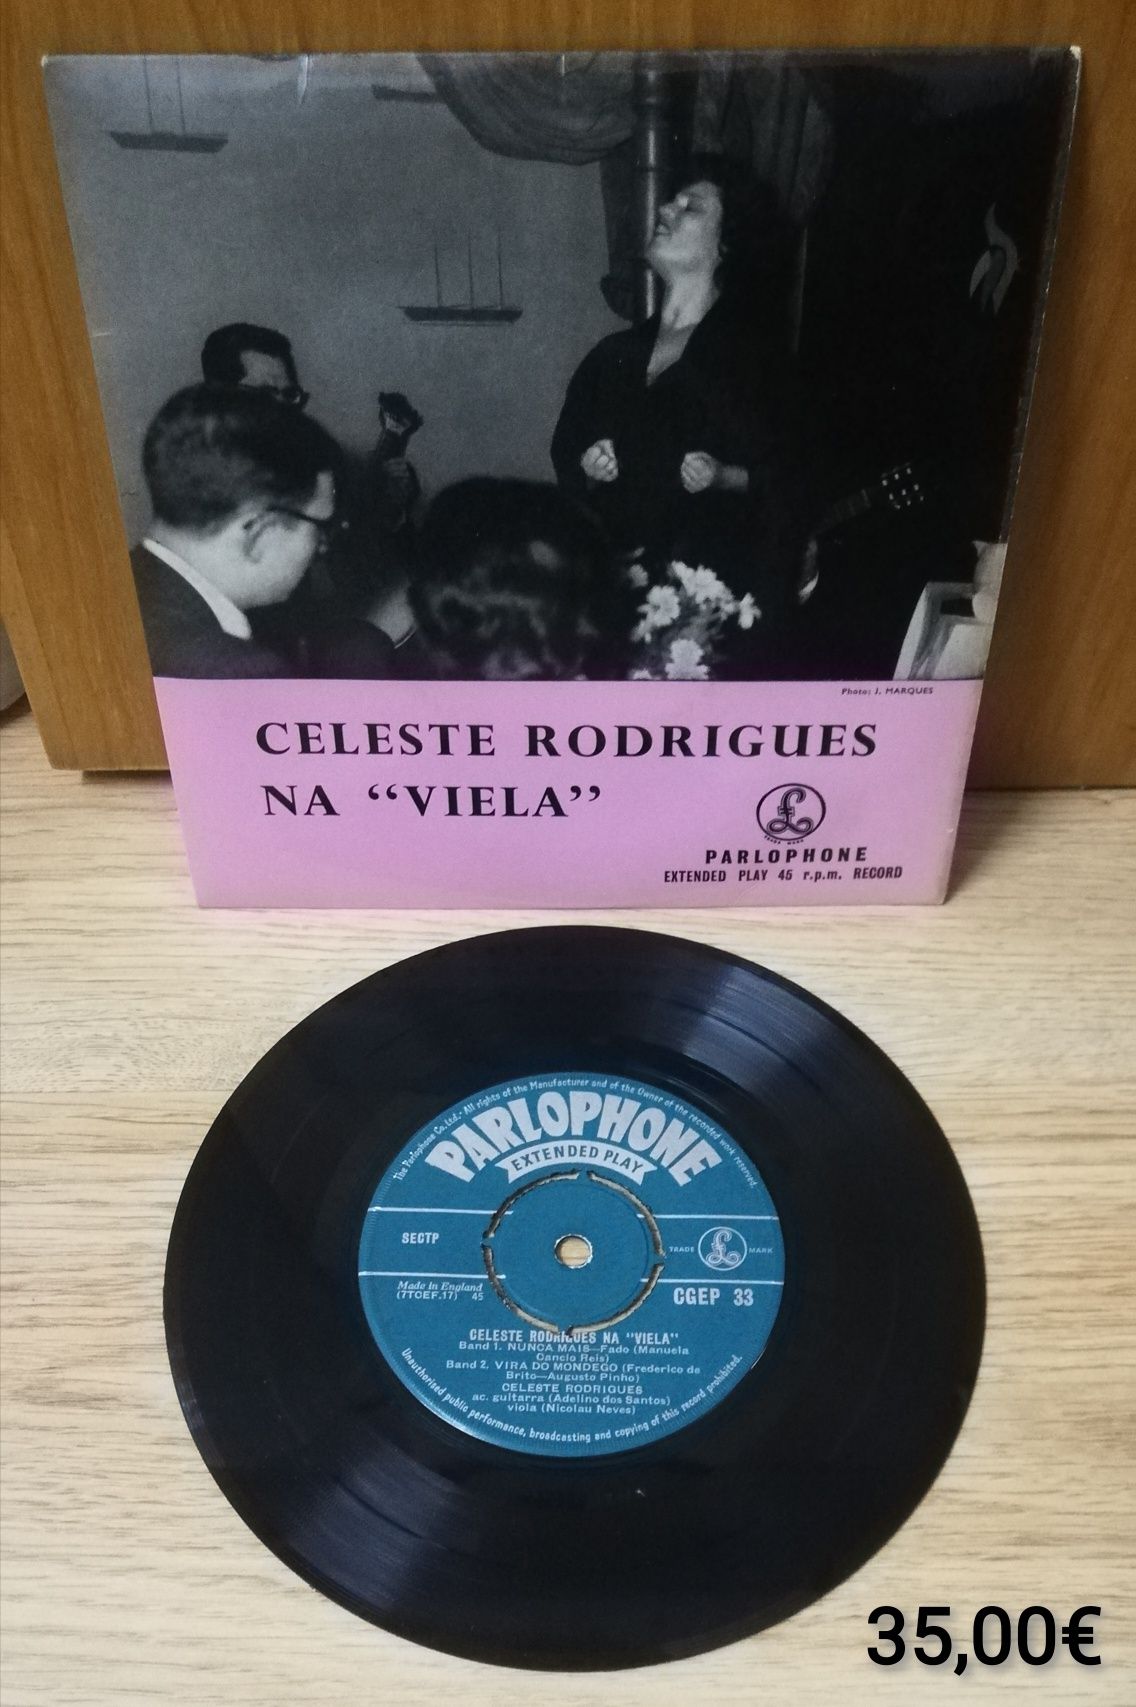 Photo: J. MARQUES
CELESTE RODRIGUES
NA “VIELA”
£
TRADE MARK
PARLOPHONE
EXTENDED PLAY 45 r.p.m. RECORD
The Parlophone Co. Ltd. All rights of the Manufacturer and of the Owner of the recorded work reserved.
PARLOPHONE
EXTENDED PLAY
SECTP
TRADE £ MARK
Made in England
(7TCEF.17) 45
CGEP 33
CELESTE RODRIGUES NA "VIELA"
Band 1. NUNCA MAIS—Fado (Manuela
Cancio Reis)
Band 2. VIRA DO MONDEGO (Frederico de
Brito—Augusto Pinho)
CELESTE RODRIGUES
ac. guitarra (Adelino dos Santos)
viola (Nicolau Neves)
Unauthorised public performance, broadcasting and copying of this record prohibited.
35,00€